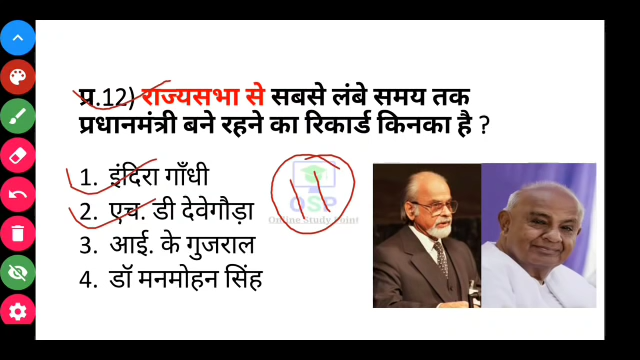 प्र.12) राज्यसभा से सबसे लंबे समय तक
प्रधानमंत्री बने रहने का रिकार्ड किनका है ?
1. इंदिरा गाँधी
2. एच. डी देवेगौड़ा
3. आई. के गुजराल
4. डॉ मनमोहन सिंह
OSP
Online Study Point